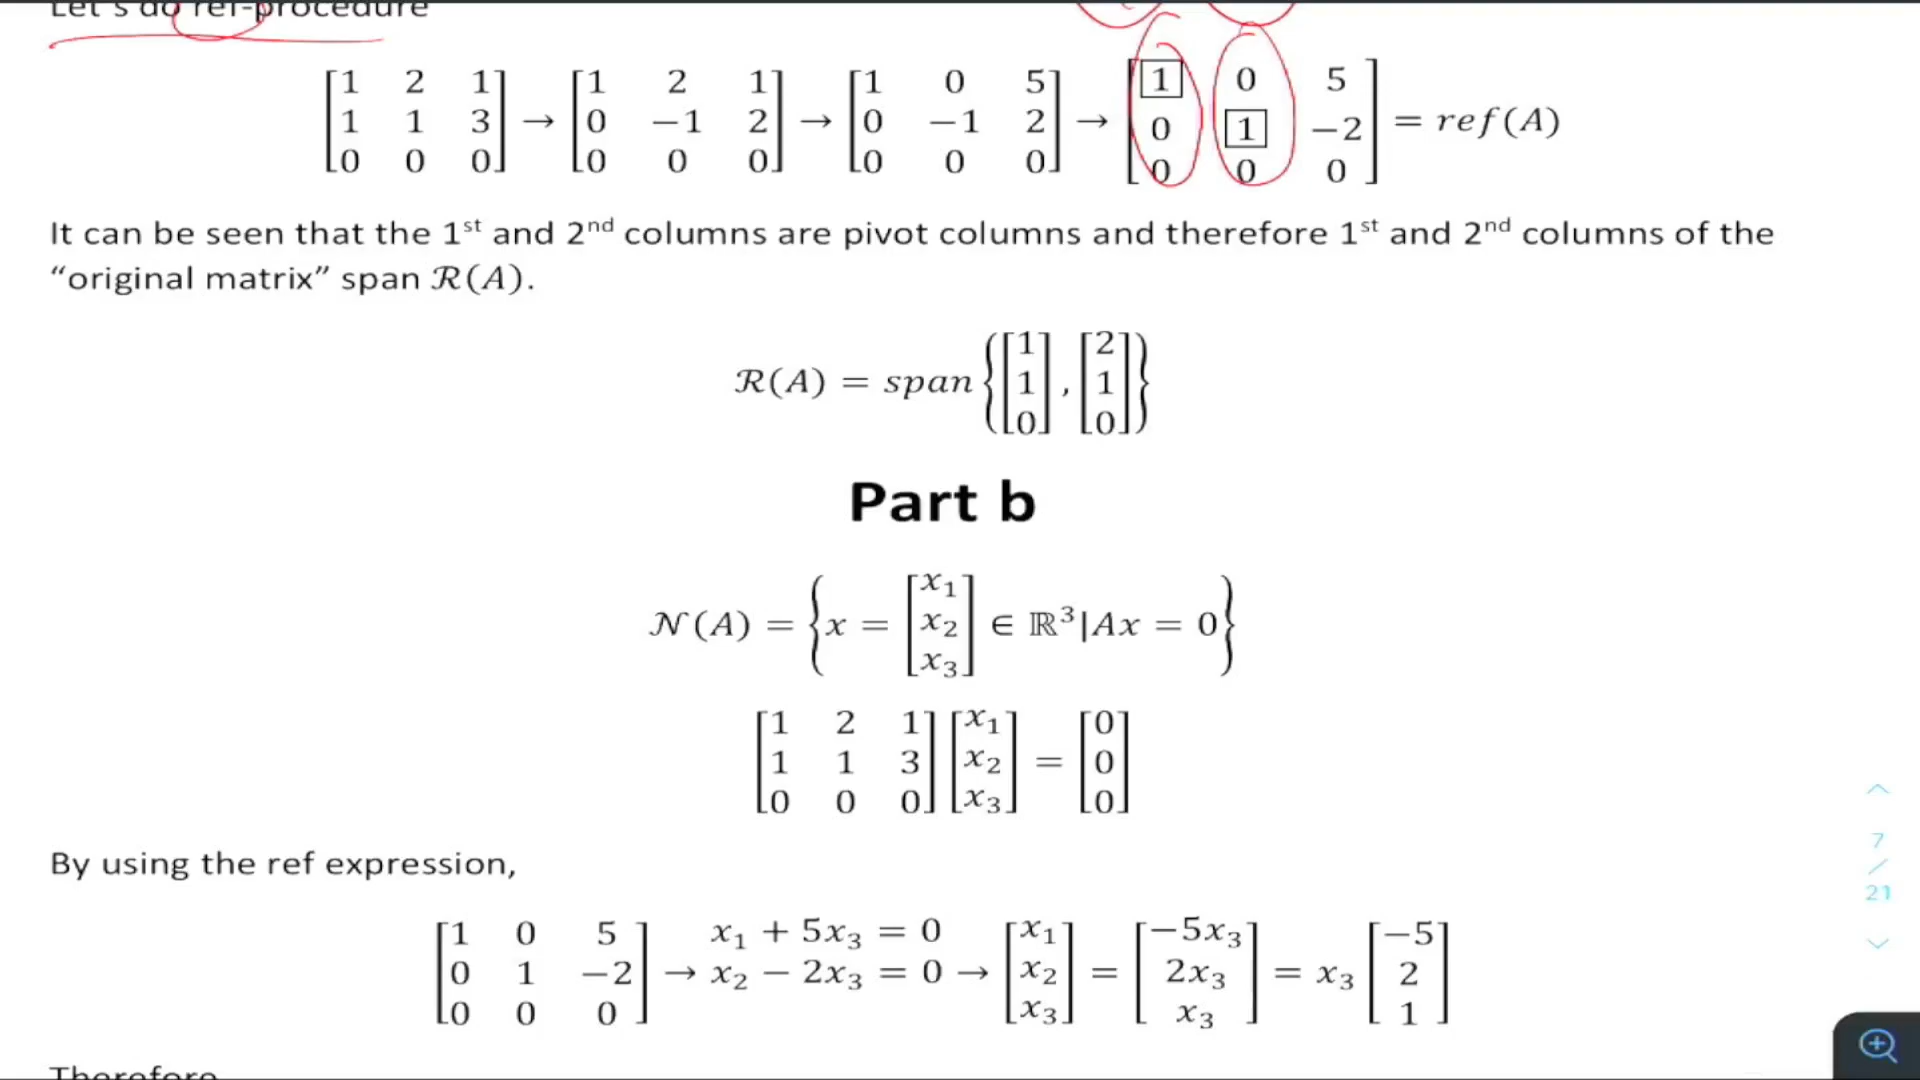 Let's do ref-procedure
[1 2 1; 1 1 3; 0 0 0] → [1 2 1; 0 −1 2; 0 0 0] → [1 0 5; 0 −1 2; 0 0 0] → [1 0 5; 0 1 −2; 0 0 0] = ref(A)
It can be seen that the 1st and 2nd columns are pivot columns and therefore 1st and 2nd columns of the
“original matrix” span ℛ(A).
ℛ(A) = span {[1; 1; 0], [2; 1; 0]}
Part b
𝒩(A) = {x = [x₁; x₂; x₃] ∈ ℝ³|Ax = 0}
[1 2 1; 1 1 3; 0 0 0] [x₁; x₂; x₃] = [0; 0; 0]
By using the ref expression,
[1 0 5; 0 1 −2; 0 0 0] → x₁ + 5x₃ = 0; x₂ − 2x₃ = 0 → [x₁; x₂; x₃] = [−5x₃; 2x₃; x₃] = x₃ [−5; 2; 1]
Therefore
7
/
21